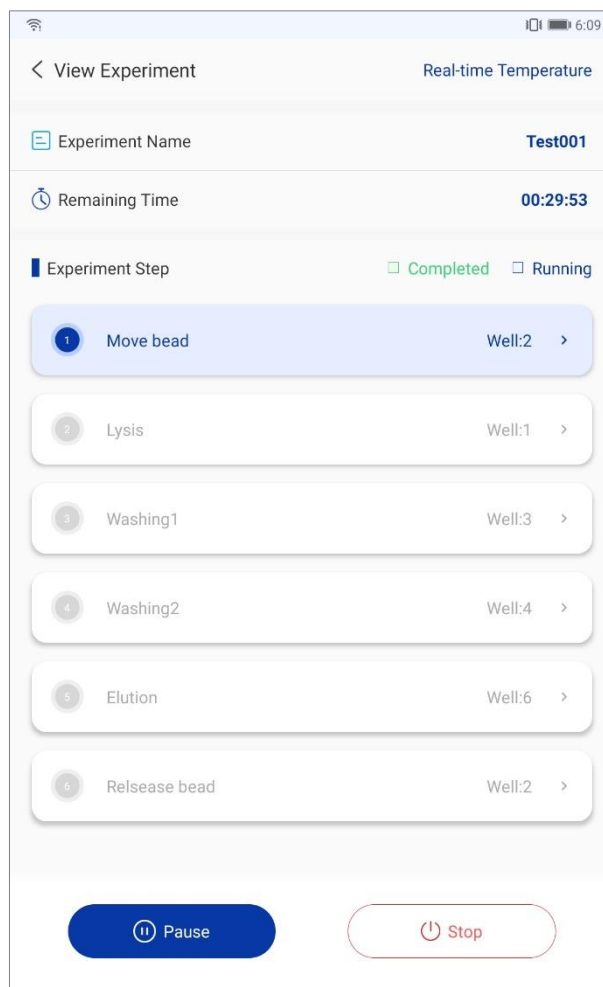 6:09
View Experiment Real-time Temperature
Experiment Name Test001
Remaining Time 00:29:53
Experiment Step Completed Running
1 Move bead Well:2
2 Lysis Well:1
3 Washing1 Well:3
4 Washing2 Well:4
5 Elution Well:6
6 Relsease bead Well:2
Pause Stop